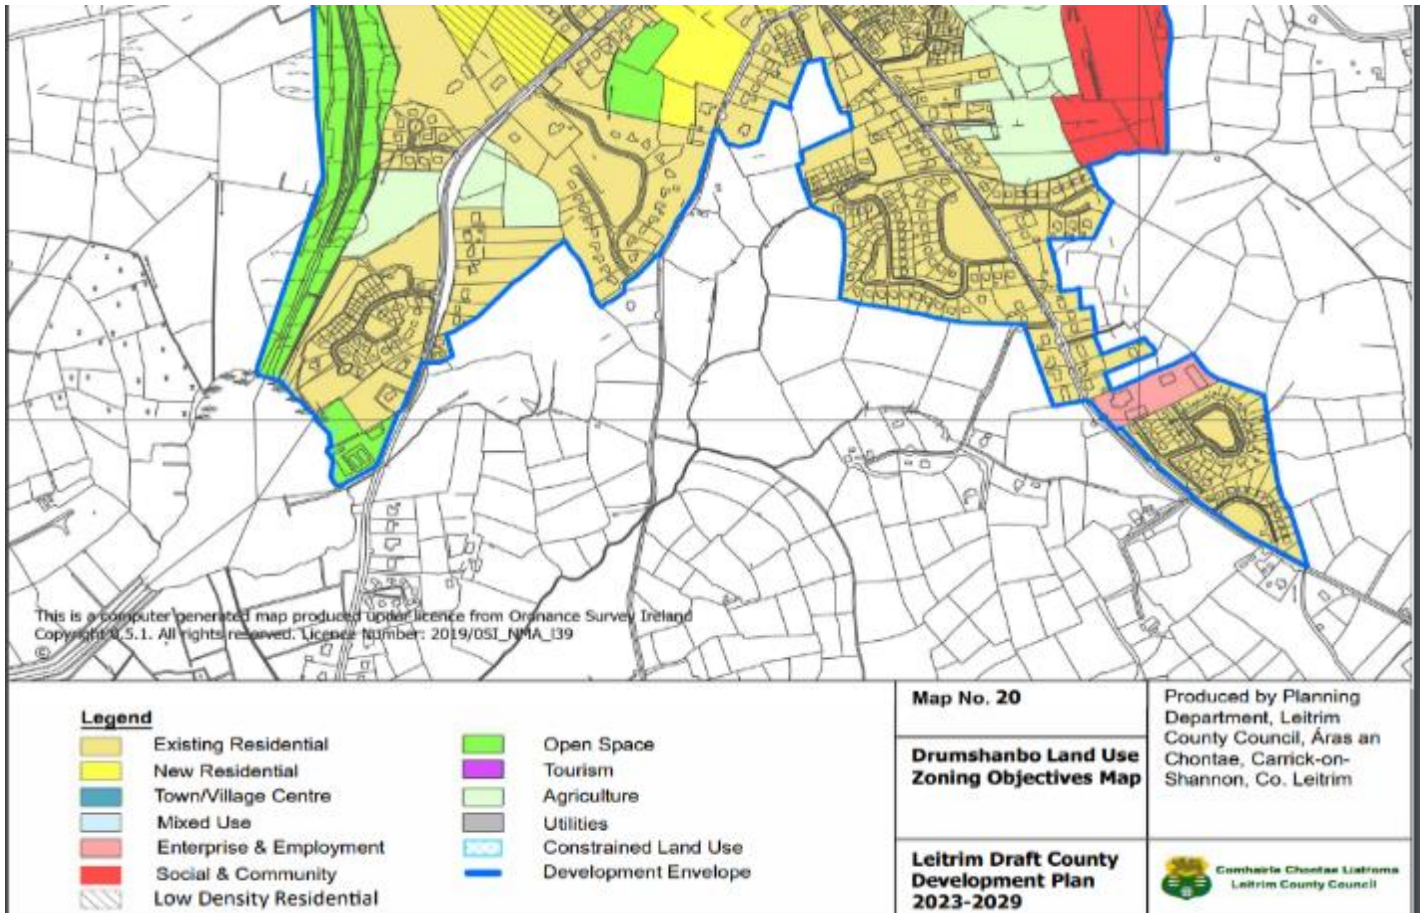 This is a computer generated map produced under licence from Ordnance Survey Ireland
Copyright 0.5.1. All rights reserved. Licence Number: 2019/OSI_NMA_139
©
Legend
Existing Residential
New Residential
Town/Village Centre
Mixed Use
Enterprise & Employment
Social & Community
Low Density Residential
Open Space
Tourism
Agriculture
Utilities
Constrained Land Use
Development Envelope
Map No. 20
Drumshanbo Land Use
Zoning Objectives Map
Leitrim Draft County
Development Plan
2023-2029
Produced by Planning
Department, Leitrim
County Council, Áras an
Chontae, Carrick-on-
Shannon, Co. Leitrim
Comhairle Chontae Liatroma
Leitrim County Council